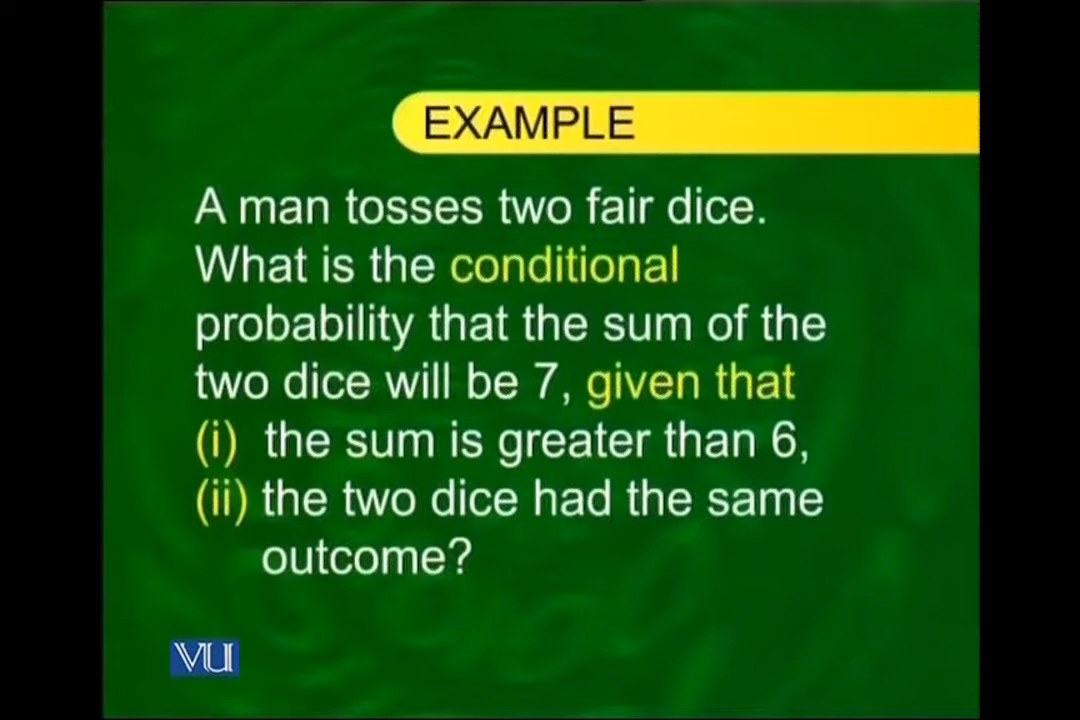 EXAMPLE
A man tosses two fair dice.
What is the conditional
probability that the sum of the
two dice will be 7, given that
(i) the sum is greater than 6,
(ii) the two dice had the same
outcome?
VU